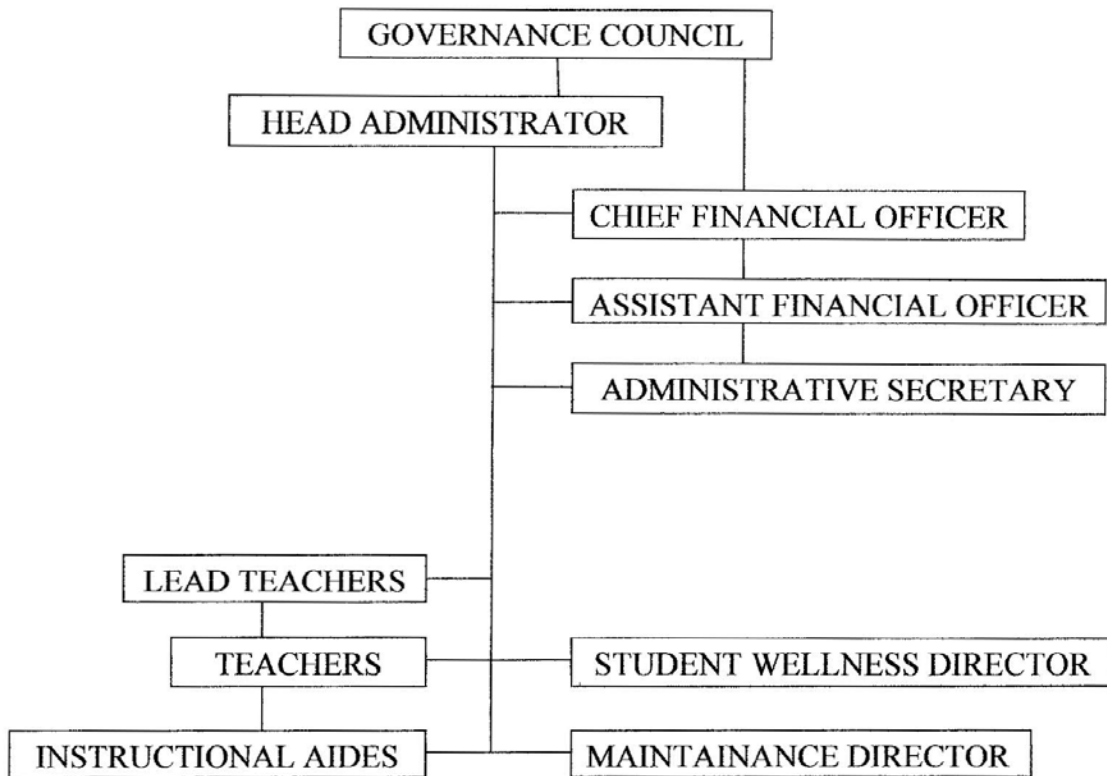 GOVERNANCE COUNCIL
HEAD ADMINISTRATOR
CHIEF FINANCIAL OFFICER
ASSISTANT FINANCIAL OFFICER
ADMINISTRATIVE SECRETARY
LEAD TEACHERS
TEACHERS
STUDENT WELLNESS DIRECTOR
INSTRUCTIONAL AIDES
MAINTAINANCE DIRECTOR